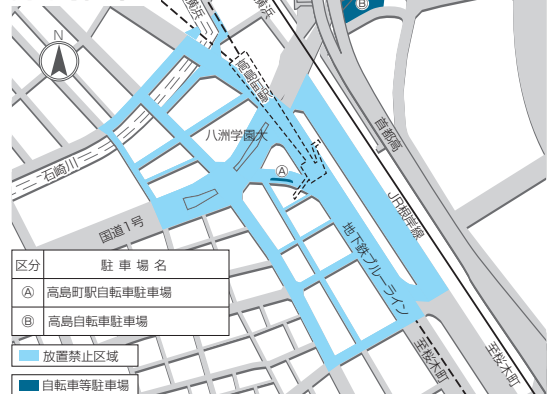 横浜
横浜
Ⓑ
N
高島町駅
首都高
八洲学園大
Ⓐ
石崎川
JR根岸線
国道1号
地下鉄ブルーライン
至桜木町
至桜木町
区分 駐車場名
Ⓐ 高島町駅自転車駐車場
Ⓑ 高島自転車駐車場
放置禁止区域
自転車等駐車場